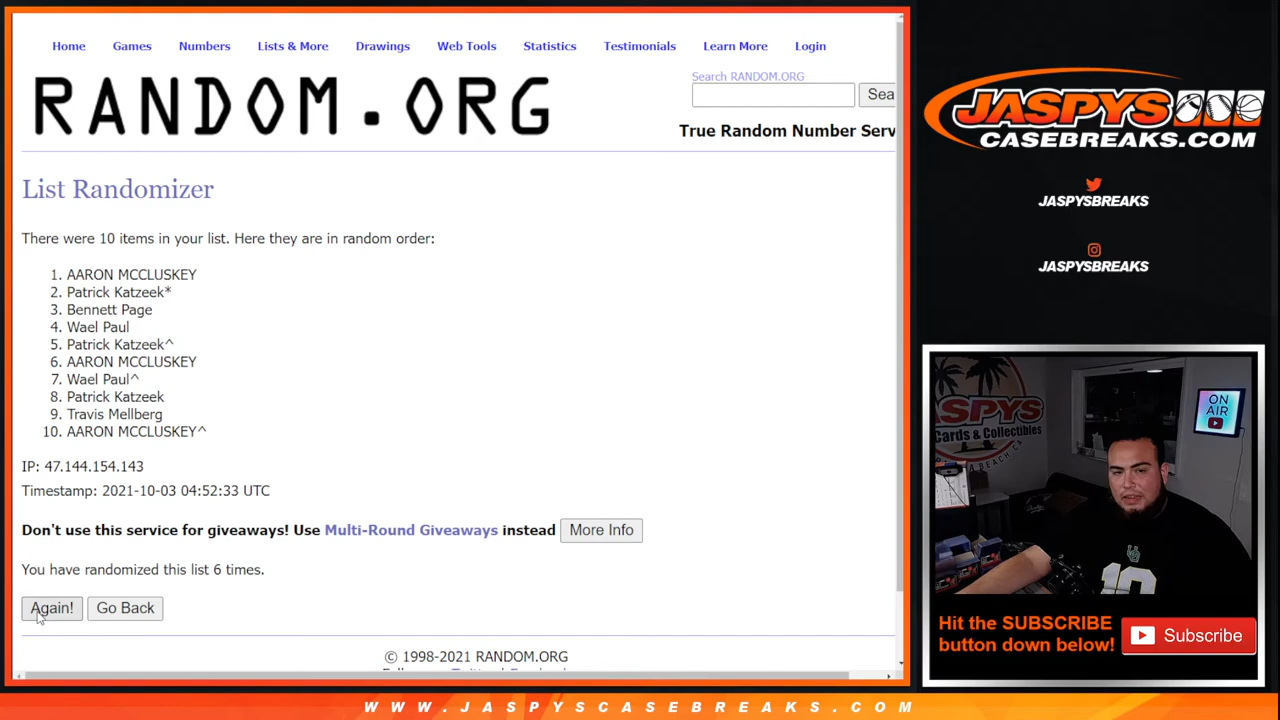 Home Games Numbers Lists & More Drawings Web Tools Statistics Testimonials Learn More Login
RANDOM.ORG
Search RANDOM.ORG
Sea
True Random Number Serv
List Randomizer
There were 10 items in your list. Here they are in random order:
1. AARON MCCLUSKEY
2. Patrick Katzeek*
3. Bennett Page
4. Wael Paul
5. Patrick Katzeek^
6. AARON MCCLUSKEY
7. Wael Paul^
8. Patrick Katzeek
9. Travis Mellberg
10. AARON MCCLUSKEY^
IP: 47.144.154.143
Timestamp: 2021-10-03 04:52:33 UTC
Don't use this service for giveaways! Use Multi-Round Giveaways instead More Info
You have randomized this list 6 times.
Again! Go Back
© 1998-2021 RANDOM.ORG
JASPYS
CASEBREAKS.COM
JASPYSBREAKS
JASPYSBREAKS
ON
AIR
ASPYS
Cards & Collectibles
10
Hit the SUBSCRIBE
button down below!
Subscribe
WWW.JASPYSCASEBREAKS.COM